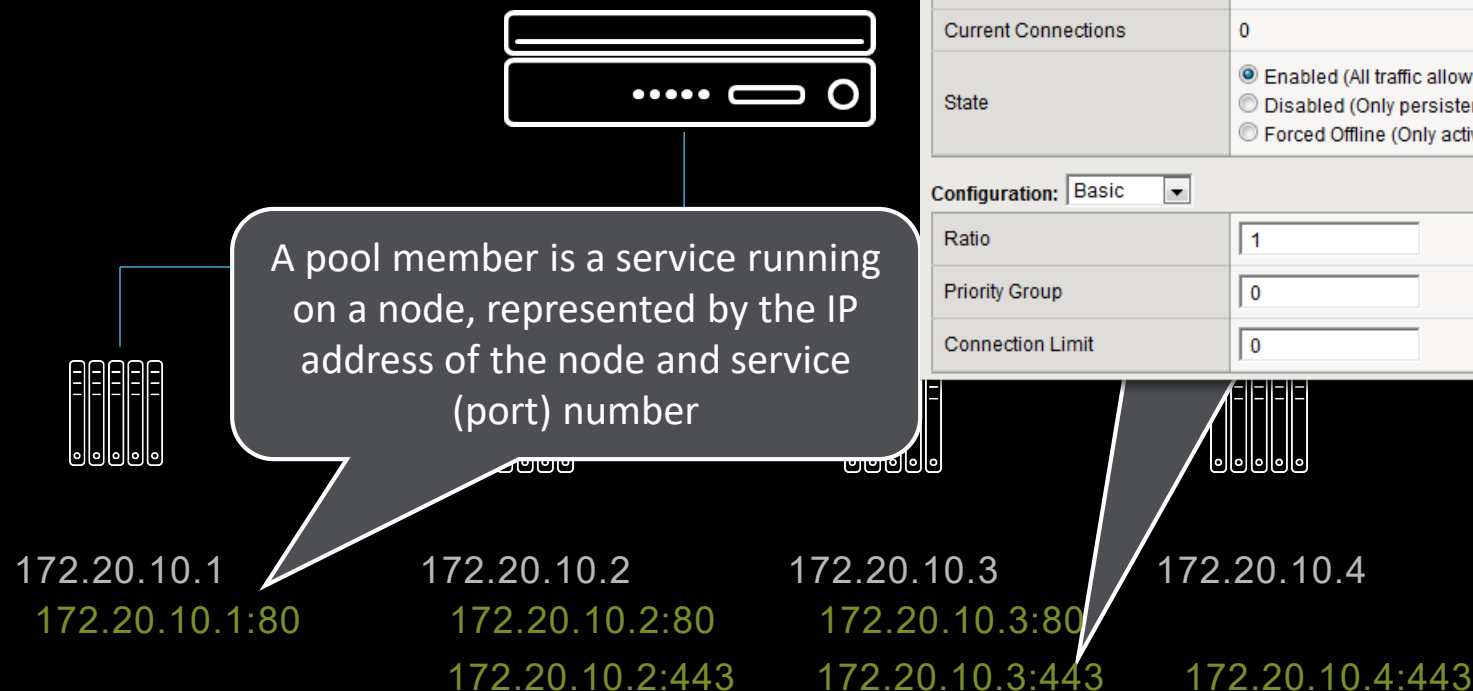 Current Connections 0
State
Enabled (All traffic allow
Disabled (Only persiste
Forced Offline (Only acti
Configuration: Basic
Ratio 1
Priority Group 0
Connection Limit 0
A pool member is a service running
on a node, represented by the IP
address of the node and service
(port) number
172.20.10.1 172.20.10.2 172.20.10.3 172.20.10.4
172.20.10.1:80 172.20.10.2:80 172.20.10.3:80
172.20.10.2:443 172.20.10.3:443 172.20.10.4:443